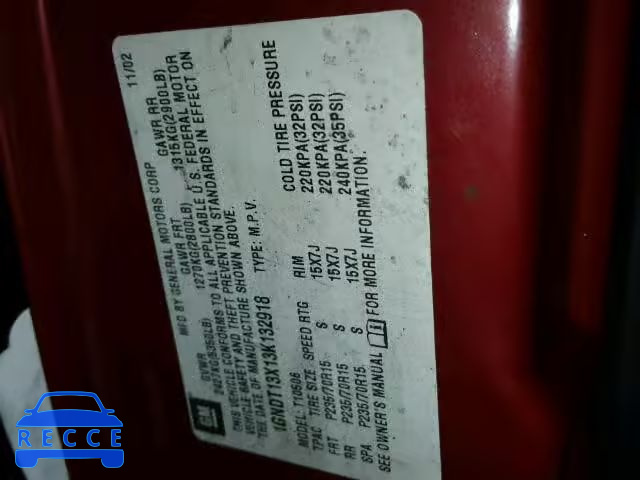 MFD BY GENERAL MOTORS CORP 11/02
GVWR GAWR FRT GAWR RR
2427KG(5350LB) 1270KG(2800LB) 1315KG(2900LB)
THIS VEHICLE CONFORMS TO ALL APPLICABLE U.S. FEDERAL MOTOR
VEHICLE SAFETY AND THEFT PREVENTION STANDARDS IN EFFECT ON
THE DATE OF MANUFACTURE SHOWN ABOVE.
1GNDT13X13K132918 TYPE: M.P.V.
MODEL: T10506
TPAC TIRE SIZE SPEED RTG RIM COLD TIRE PRESSURE
FRT P235/70R15 S 15X7J 220KPA(32PSI)
RR P235/70R15 S 15X7J 220KPA(32PSI)
SPA P235/70R15 S 15X7J 240KPA(35PSI)
SEE OWNER'S MANUAL FOR MORE INFORMATION.
GM
RECCE